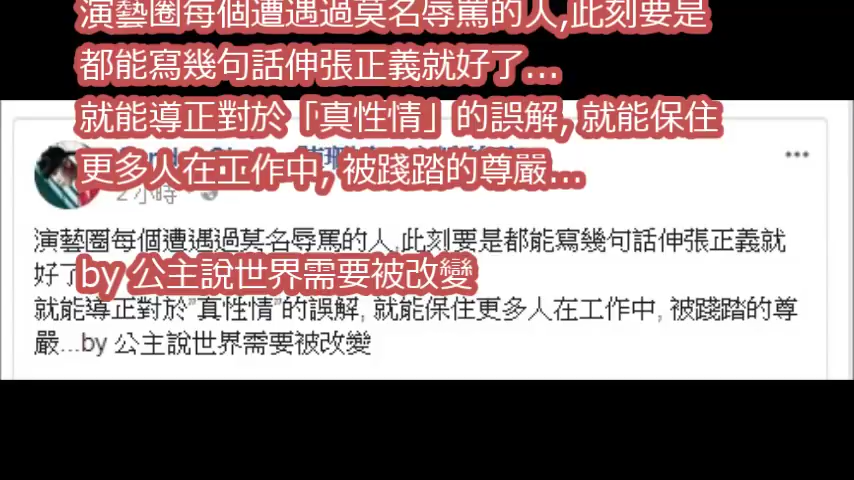 演藝圈每個遭遇過莫名辱罵的人,此刻要是
都能寫幾句話伸張正義就好了...
就能導正對於「真性情」的誤解, 就能保住
更多人在工作中, 被踐踏的尊嚴...
2 小時
演藝圈每個遭遇過莫名辱罵的人,此刻要是都能寫幾句話伸張正義就
好了
by 公主說世界需要被改變
就能導正對於"真性情"的誤解, 就能保住更多人在工作中, 被踐踏的尊
嚴...by 公主說世界需要被改變